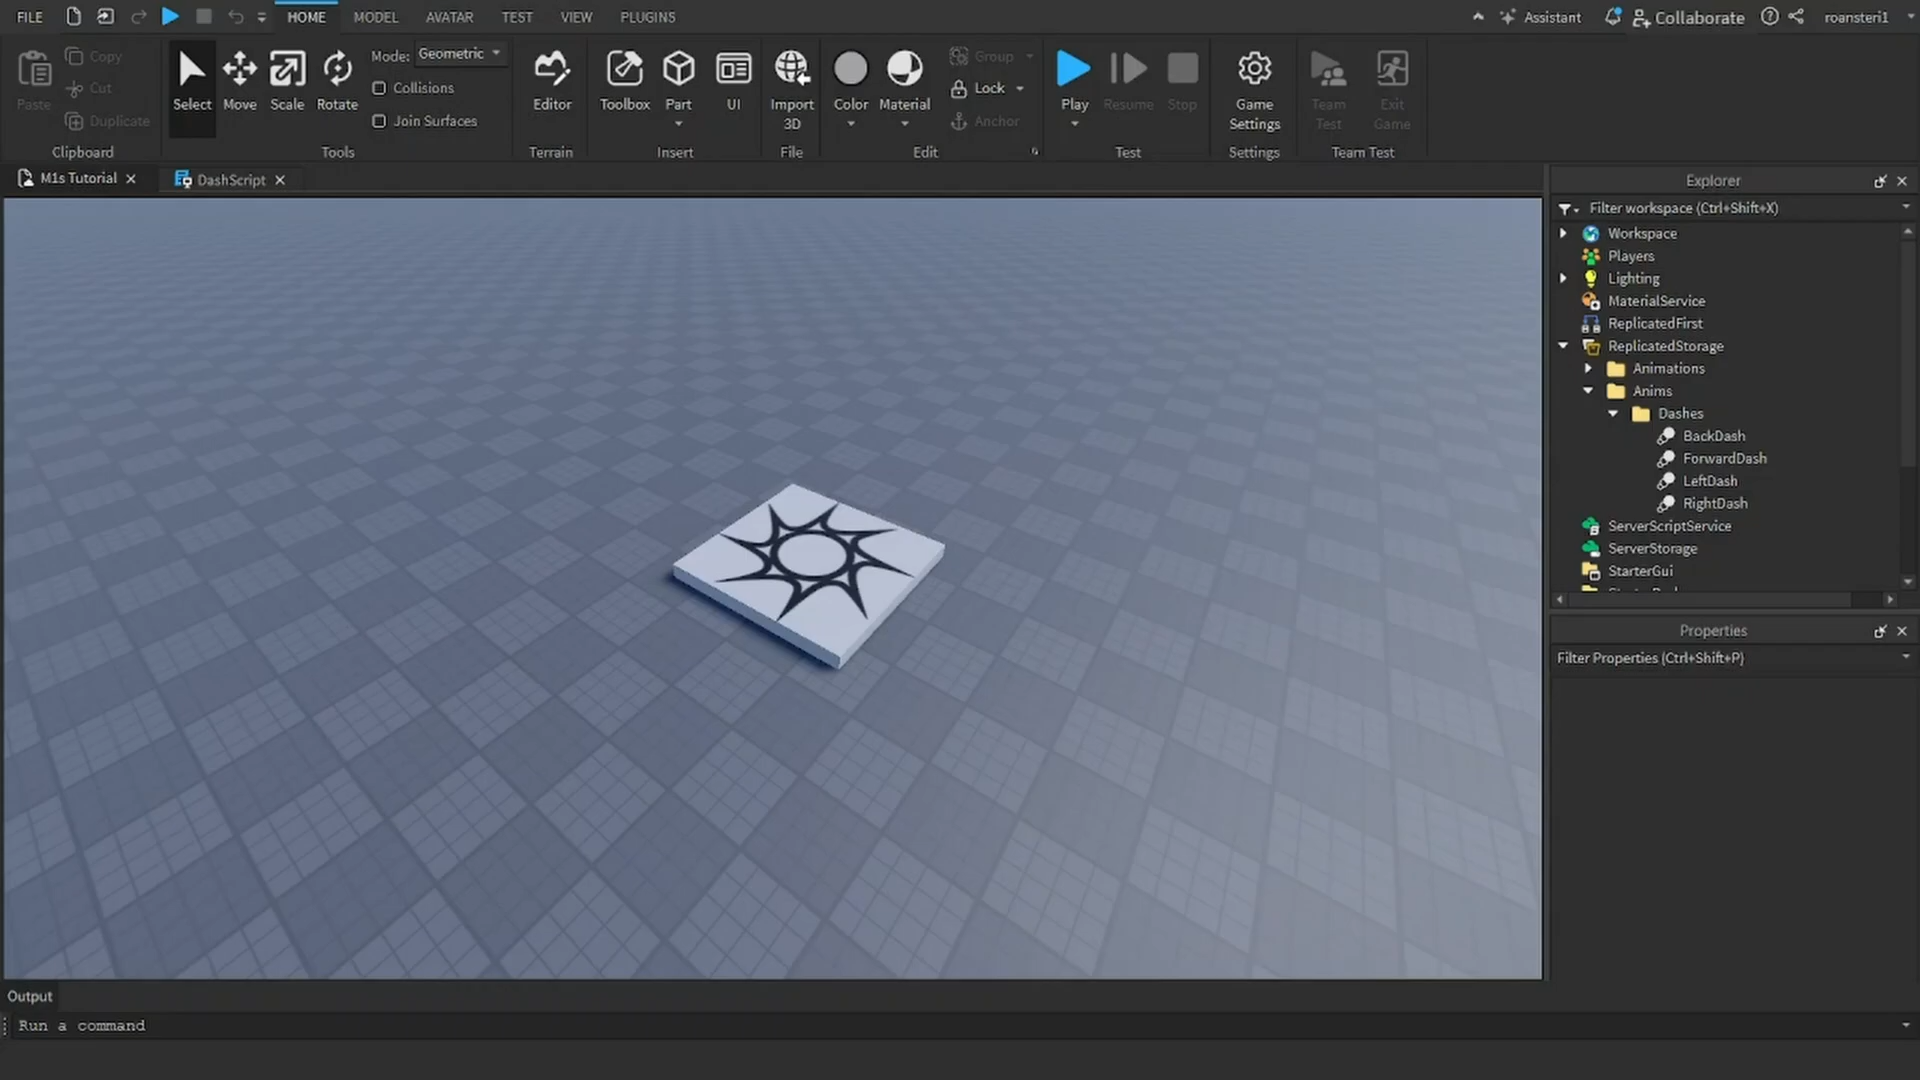 FILE
HOME
MODEL
AVATAR
TEST
VIEW
PLUGINS
Assistant
Collaborate
roansteri1
Paste
Copy
Cut
Duplicate
Clipboard
Select
Move
Scale
Rotate
Mode: Geometric
Collisions
Join Surfaces
Tools
Editor
Terrain
Toolbox
Part
UI
Insert
Import
3D
File
Color
Material
Group
Lock
Anchor
Edit
Play
Resume
Stop
Test
Game
Settings
Settings
Team
Test
Exit
Game
Team Test
M1s Tutorial
DashScript
Explorer
Filter workspace (Ctrl+Shift+X)
Workspace
Players
Lighting
MaterialService
ReplicatedFirst
ReplicatedStorage
Animations
Anims
Dashes
BackDash
ForwardDash
LeftDash
RightDash
ServerScriptService
ServerStorage
StarterGui
Properties
Filter Properties (Ctrl+Shift+P)
Output
Run a command